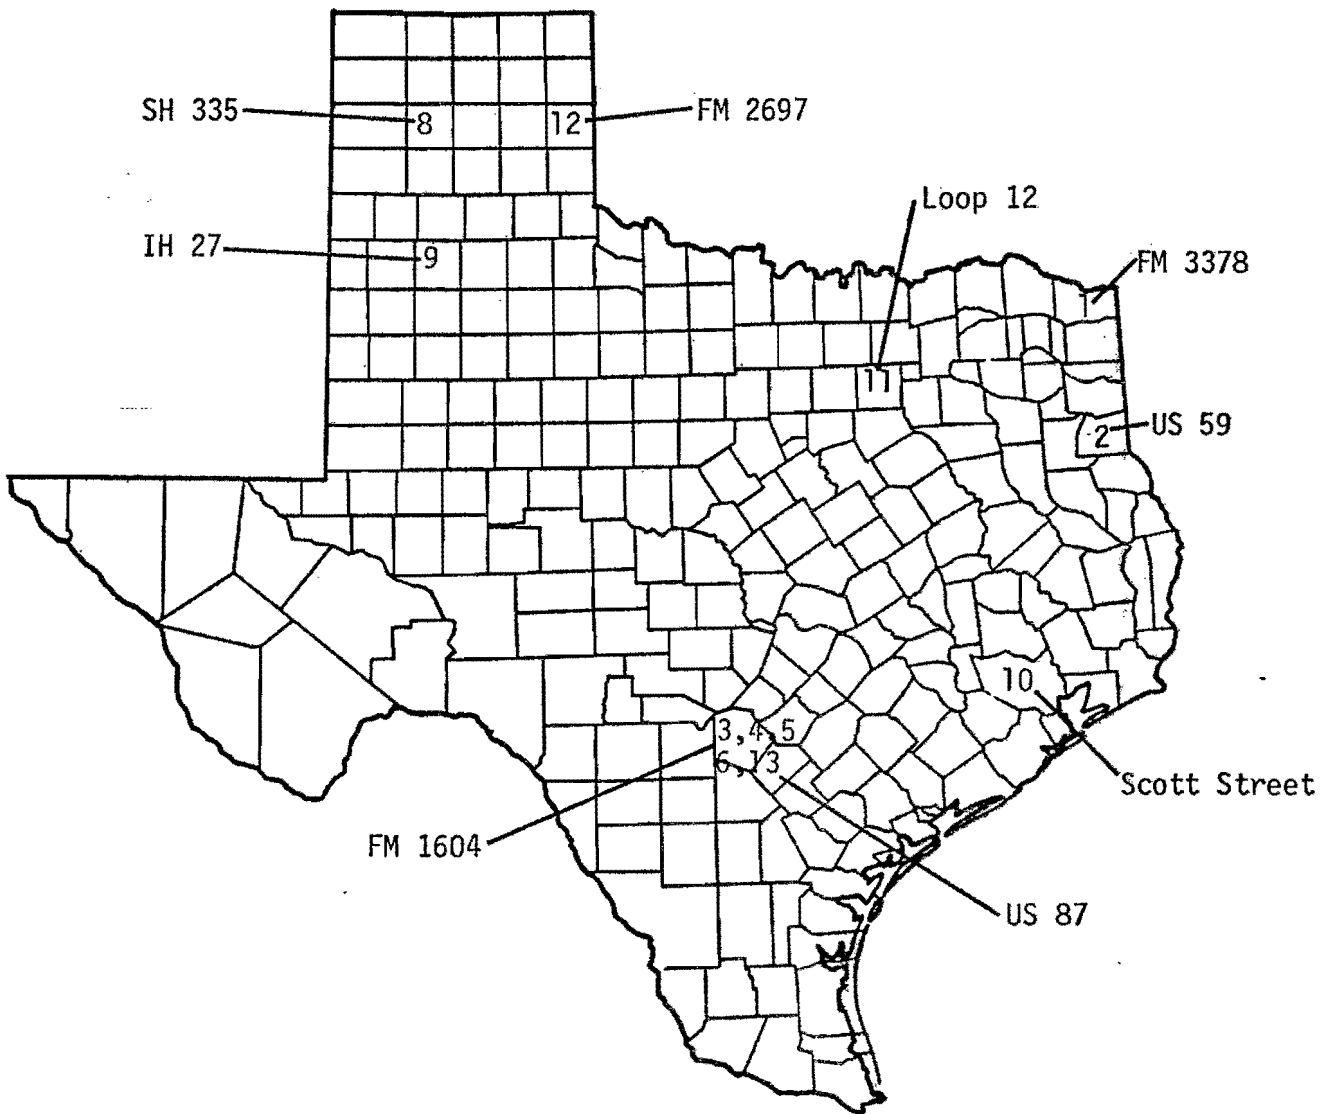 SH 335
8
12
FM 2697
Loop 12
IH 27
9
FM 3378
11
2
US 59
10
3,4,5
6,13
Scott Street
FM 1604
US 87